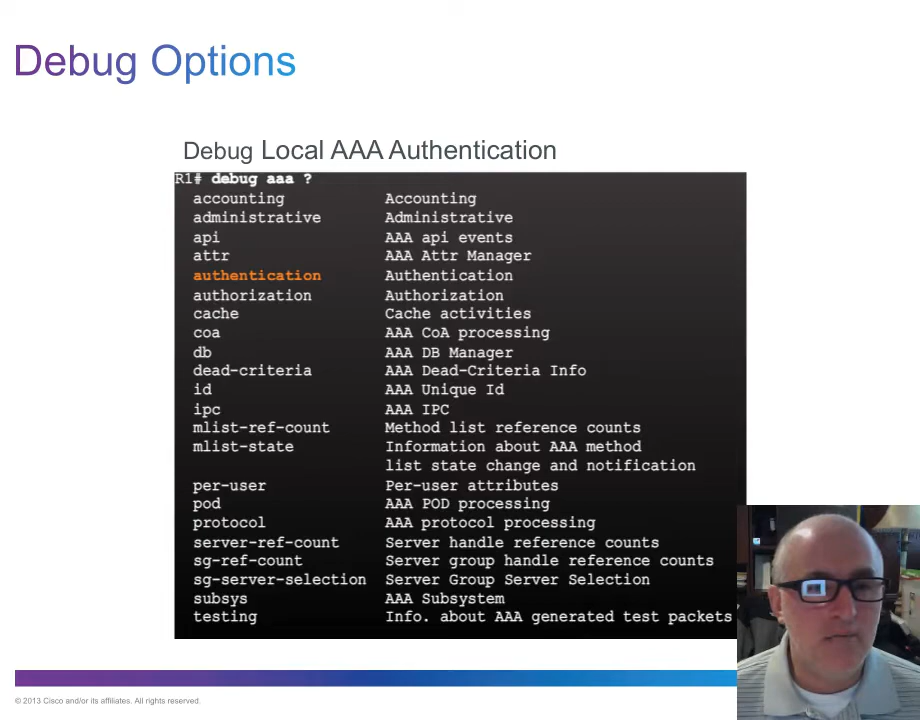 Debug Options
Debug Local AAA Authentication
R1# debug aaa ?
accounting Accounting
administrative Administrative
api AAA api events
attr AAA Attr Manager
authentication Authentication
authorization Authorization
cache Cache activities
coa AAA CoA processing
db AAA DB Manager
dead-criteria AAA Dead-Criteria Info
id AAA Unique Id
ipc AAA IPC
mlist-ref-count Method list reference counts
mlist-state Information about AAA method
list state change and notification
per-user Per-user attributes
pod AAA POD processing
protocol AAA protocol processing
server-ref-count Server handle reference counts
sg-ref-count Server group handle reference counts
sg-server-selection Server Group Server Selection
subsys AAA Subsystem
testing Info. about AAA generated test packets
© 2013 Cisco and/or its affiliates. All rights reserved.